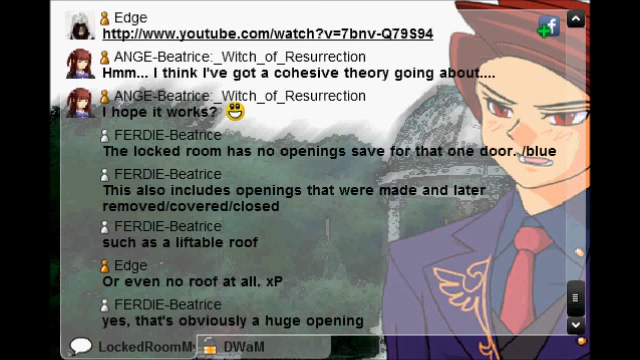 Edge
http://www.youtube.com/watch?v=7bnv-Q79S94
ANGE-Beatrice:_Witch_of_Resurrection
Hmm... I think I've got a cohesive theory going about....
ANGE-Beatrice:_Witch_of_Resurrection
I hope it works?
FERDIE-Beatrice
The locked room has no openings save for that one door. /blue
FERDIE-Beatrice
This also includes openings that were made and later
removed/covered/closed
FERDIE-Beatrice
such as a liftable roof
Edge
Or even no roof at all. xP
FERDIE-Beatrice
yes, that's obviously a huge opening
LockedRoomM
DWaM